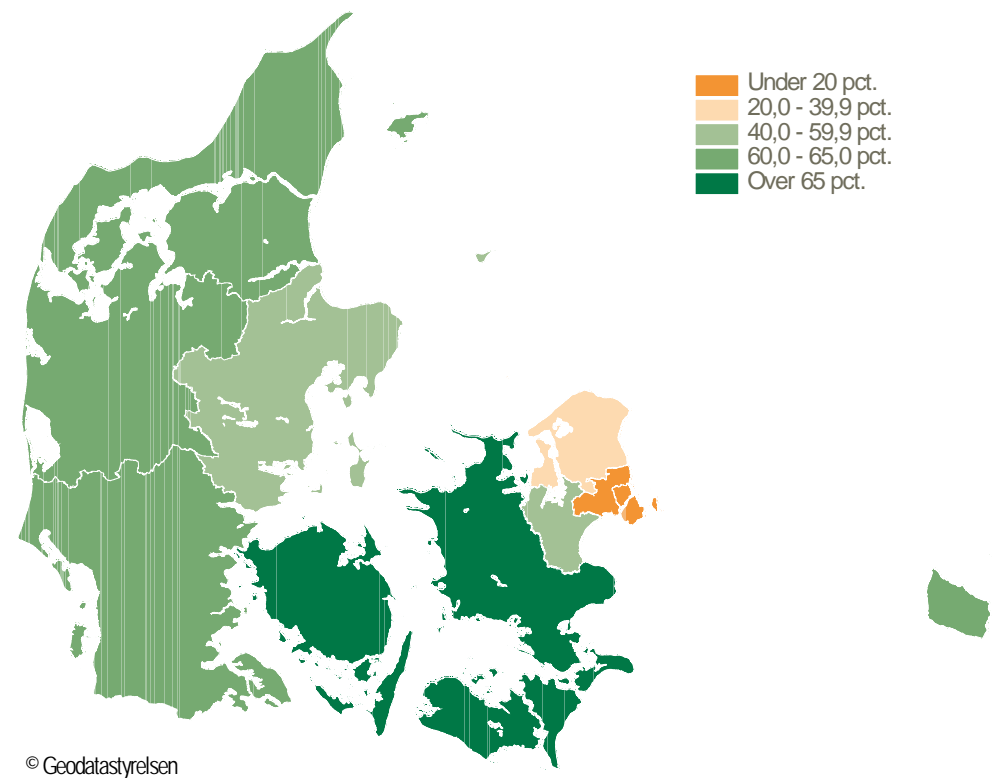 Under 20 pct.
20,0 - 39,9 pct.
40,0 - 59,9 pct.
60,0 - 65,0 pct.
Over 65 pct.
© Geodatastyrelsen